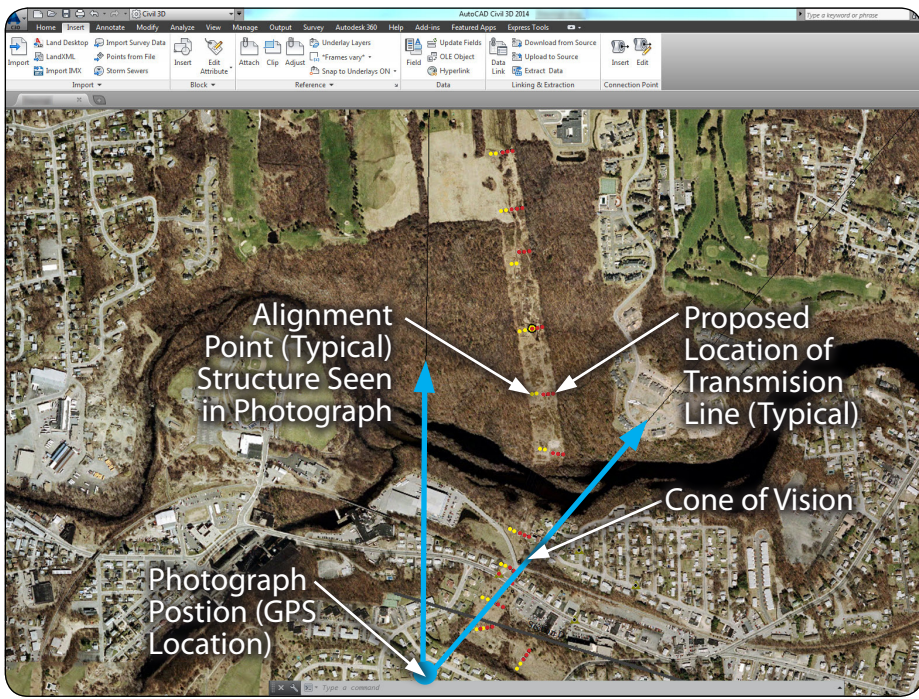 Civil 3D
AutoCAD Civil 3D 2014
Type a keyword or phrase
Home Insert Annotate Modify Analyze View Manage Output Survey Autodesk 360 Help Add-ins Featured Apps Express Tools
Land Desktop Import Survey Data Underlay Layers Update Fields Download from Source
LandXML Points from File *Frames vary* OLE Object Upload to Source
Import Insert Edit Attach Clip Adjust Field Data Insert Edit
Import IMX Storm Sewers Attribute Snap to Underlays ON Hyperlink Link Extract Data
Import Block Reference Data Linking & Extraction Connection Point
Alignment
Point (Typical)
Structure Seen
in Photograph
Proposed
Location of
Transmision
Line (Typical)
Cone of Vision
Photograph
Postion (GPS
Location)
Type a command